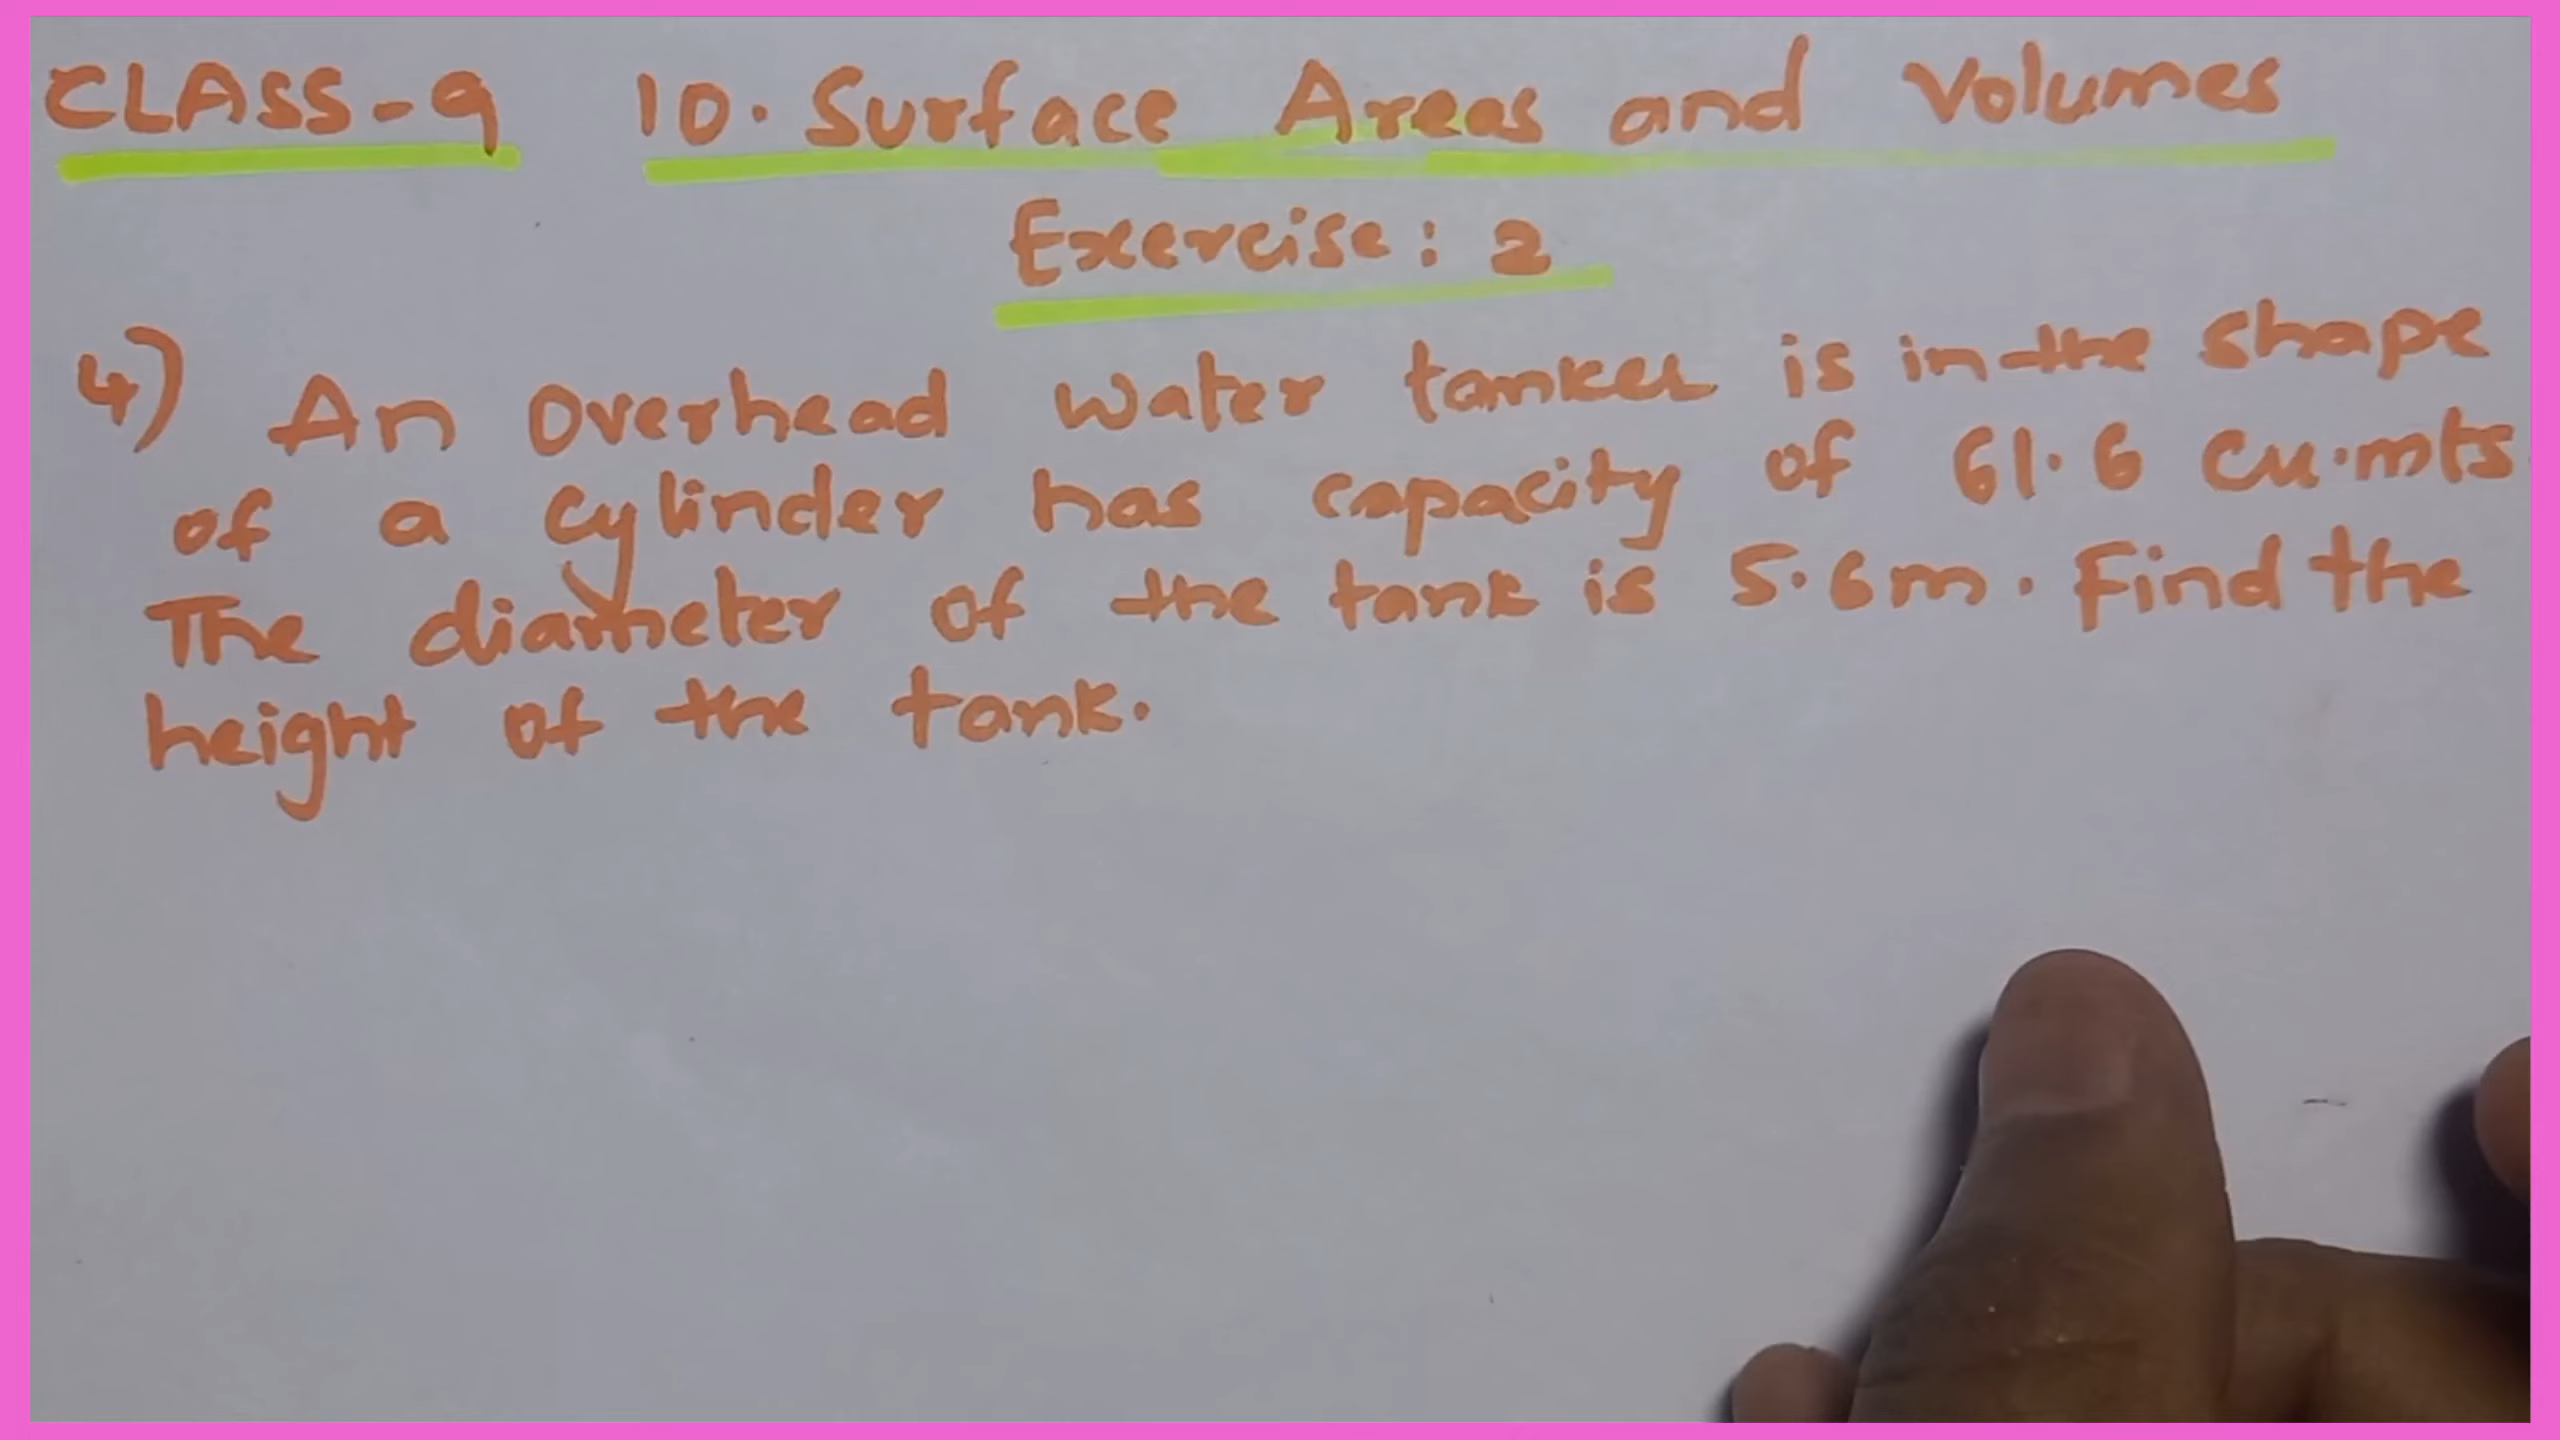 CLASS-9 10. Surface Areas and Volumes
Exercise: 2
4) An Overhead water tanker is in the shape
of a cylinder has capacity of 61.6 cu.mts
The diameter of the tank is 5.6m. Find the
height of the tank.